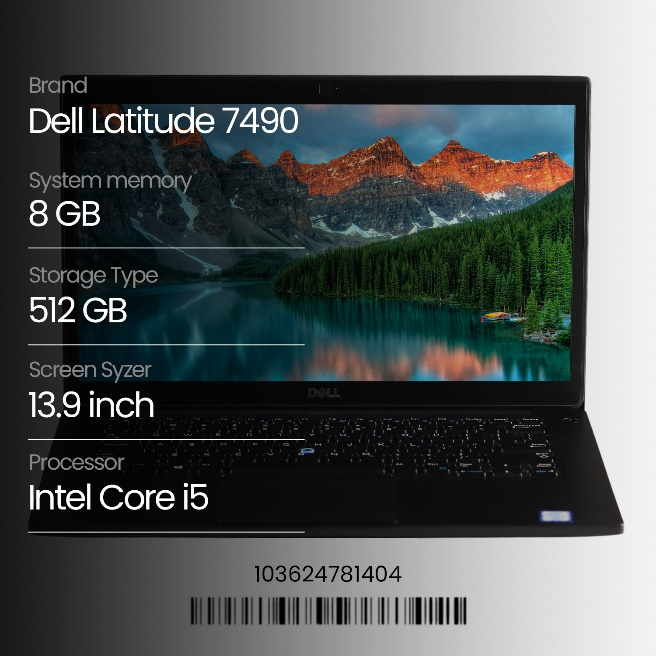 Brand
Dell Latitude 7490
System memory
8 GB
Storage Type
512 GB
Screen Syzer
13.9 inch
DELL
Processor
Intel Core i5
103624781404